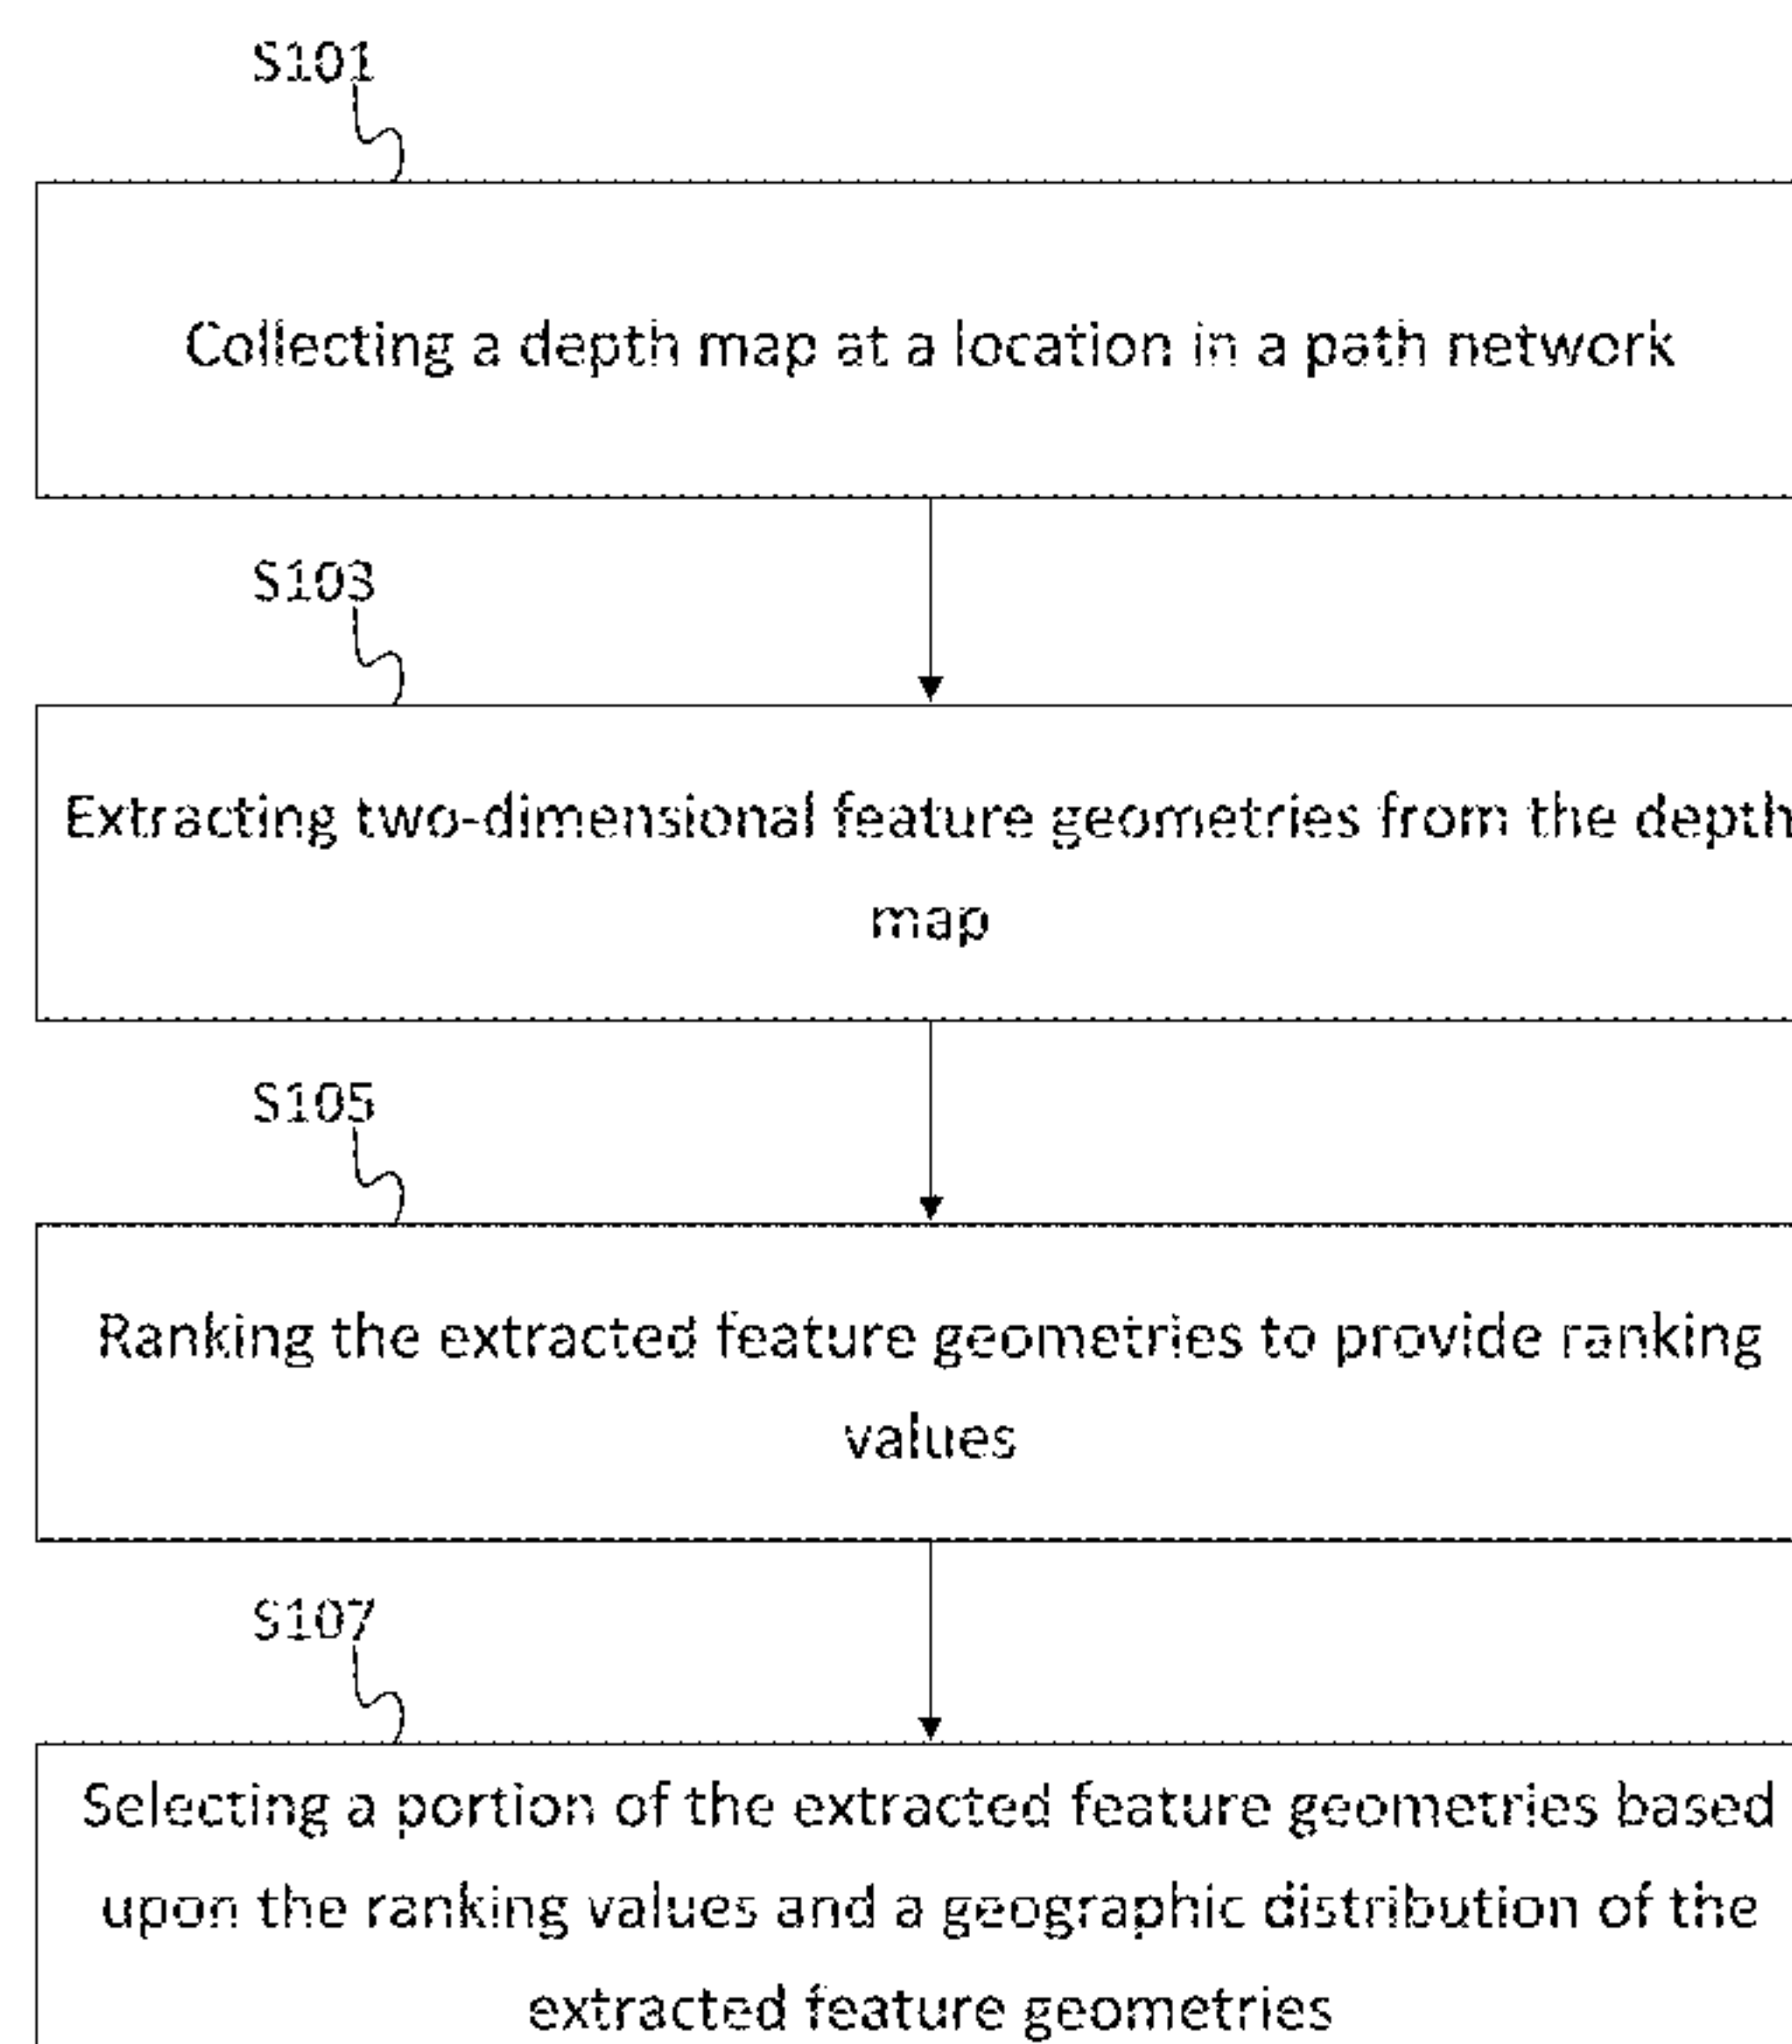 S101
Collecting a depth map at a location in a path network
S103
Extracting two-dimensional feature geometries from the depth
map
S105
Ranking the extracted feature geometries to provide ranking
values
S107
Selecting a portion of the extracted feature geometries based
upon the ranking values and a geographic distribution of the
extracted feature geometries